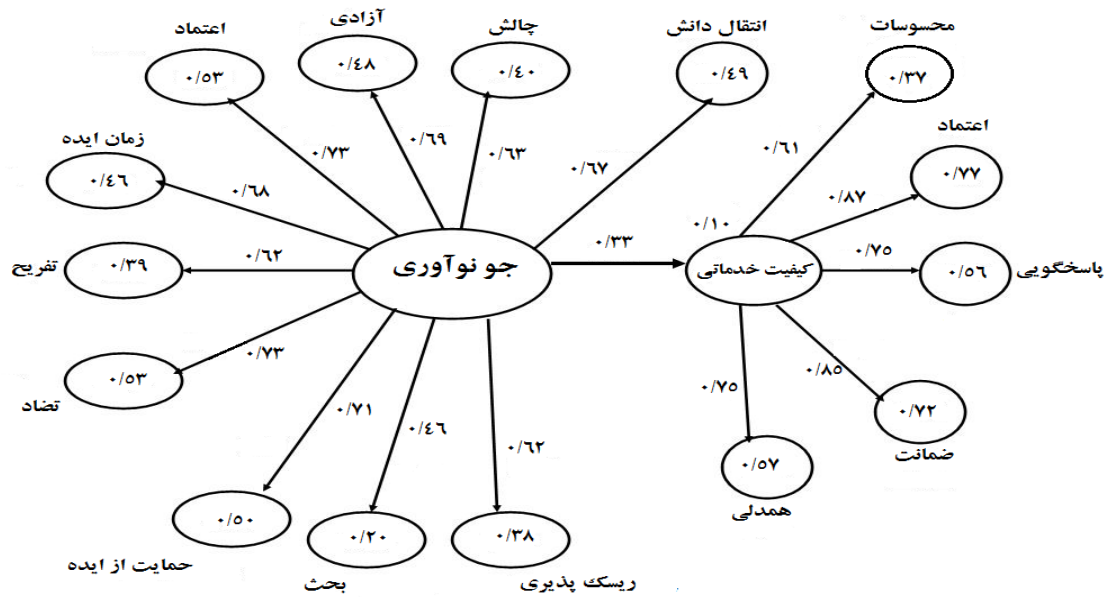 آزادی
چالش
انتقال دانش
محسوسات
اعتماد
۰/۴۸
۰/۴۰
۰/۴۹
۰/۳۷
۰/۵۳
اعتماد
۰/۷۳
۰/۶۹
۰/۶۳
۰/۶۷
۰/۶۱
۰/۷۷
زمان ایده
۰/۴۶
۰/۶۸
۰/۸۷
۰/۱۰
۰/۳۳
۰/۷۵
تفریح
۰/۳۹
۰/۶۲
جو نوآوری
کیفیت خدماتی
۰/۵۶
پاسخگویی
۰/۷۳
۰/۵۳
تضاد
۰/۷۱
۰/۴۶
۰/۶۲
۰/۷۵
۰/۸۵
۰/۷۲
ضمانت
۰/۵۷
همدلی
۰/۵۰
۰/۲۰
۰/۳۸
حمایت از ایده
بحث
ریسک پذیری